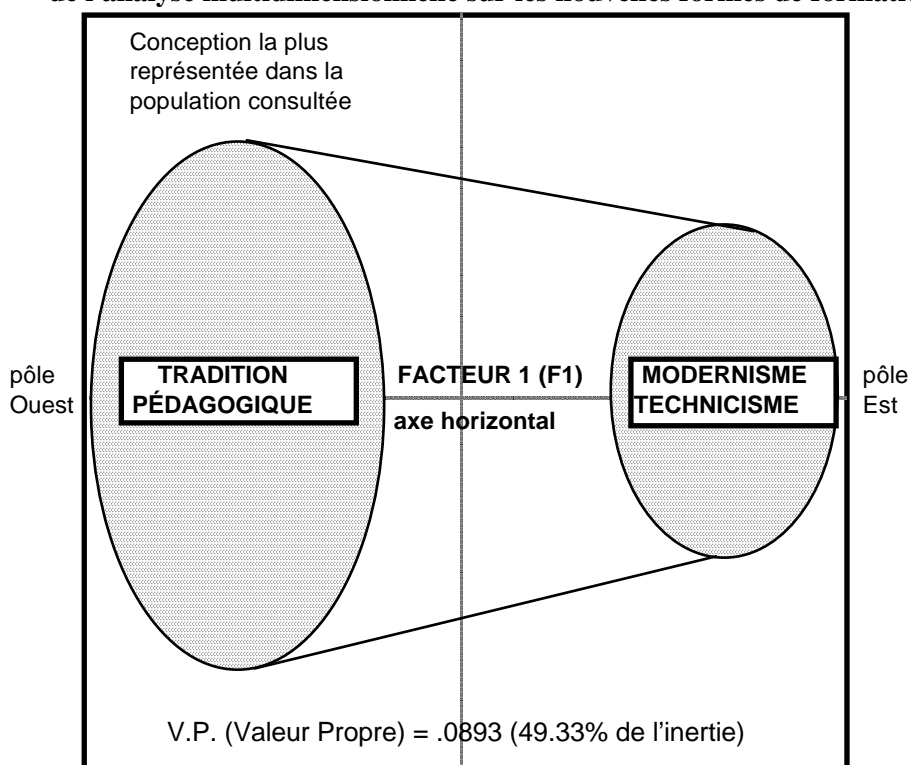 de l'analyse multidimensionnelle sur les nouvelles formes de
Conception la plus
représentée dans la
population consultée
pôle
Ouest
TRADITION
PÉDAGOGIQUE
FACTEUR 1 (F1)
axe horizontal
MODERNISME
TECHNICISME
pôle
Est
V.P. (Valeur Propre) = .0893 (49.33% de l'inertie)